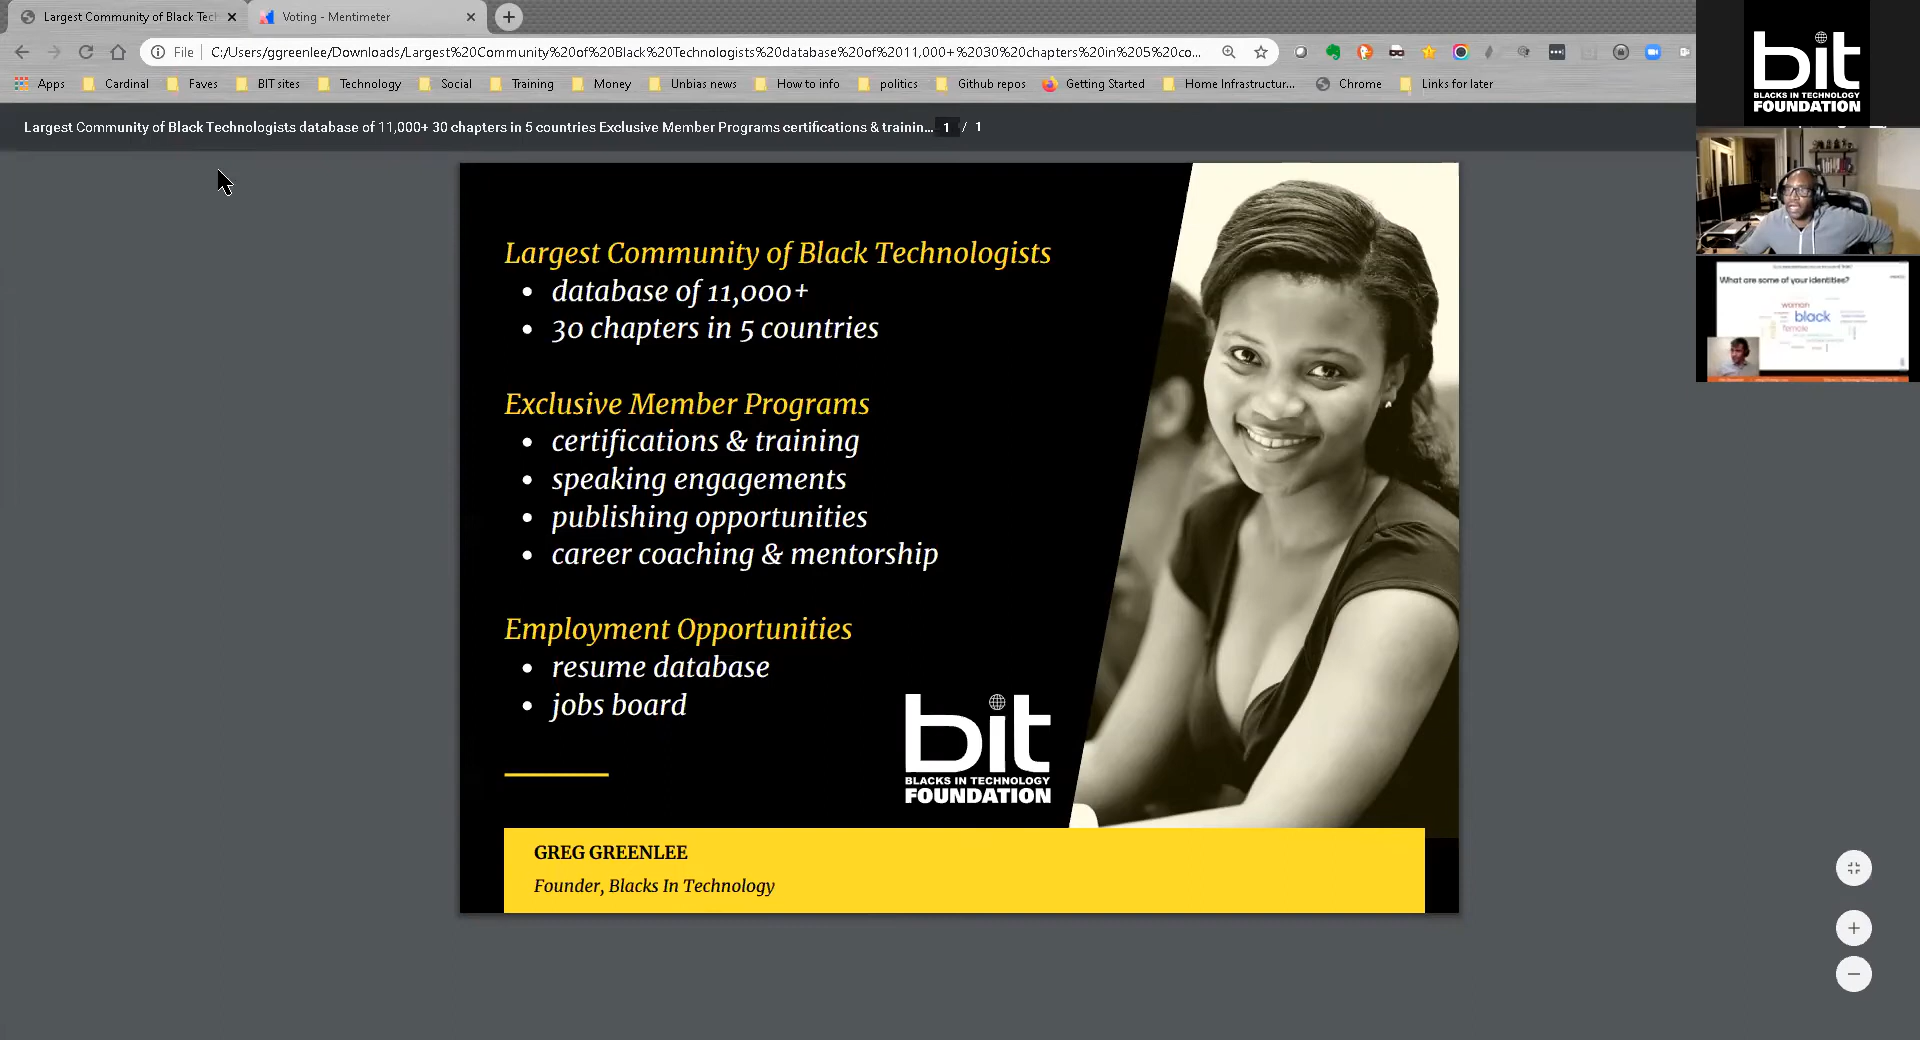 Largest Community of Black Tec
Voting - Mentimeter
File
C:/Users/ggreenlee/Downloads/Largest%20Community%20of%20Black%20Technologists%20database%20of%2011,000+%2030%20chapters%20in%205%20co...
Apps
Cardinal
Faves
BIT sites
Technology
Social
Training
Money
Unbias news
How to info
politics
Github repos
Getting Started
Home Infrastructur...
Chrome
Links for later
Largest Community of Black Technologists database of 11,000+ 30 chapters in 5 countries Exclusive Member Programs certifications & trainin...
1 / 1
Largest Community of Black Technologists
• database of 11,000+
• 30 chapters in 5 countries
Exclusive Member Programs
• certifications & training
• speaking engagements
• publishing opportunities
• career coaching & mentorship
Employment Opportunities
• resume database
• jobs board
bit
BLACKS IN TECHNOLOGY
FOUNDATION
GREG GREENLEE
Founder, Blacks In Technology
bit
BLACKS IN TECHNOLOGY
FOUNDATION
What are some of your identities?
woman
black
female